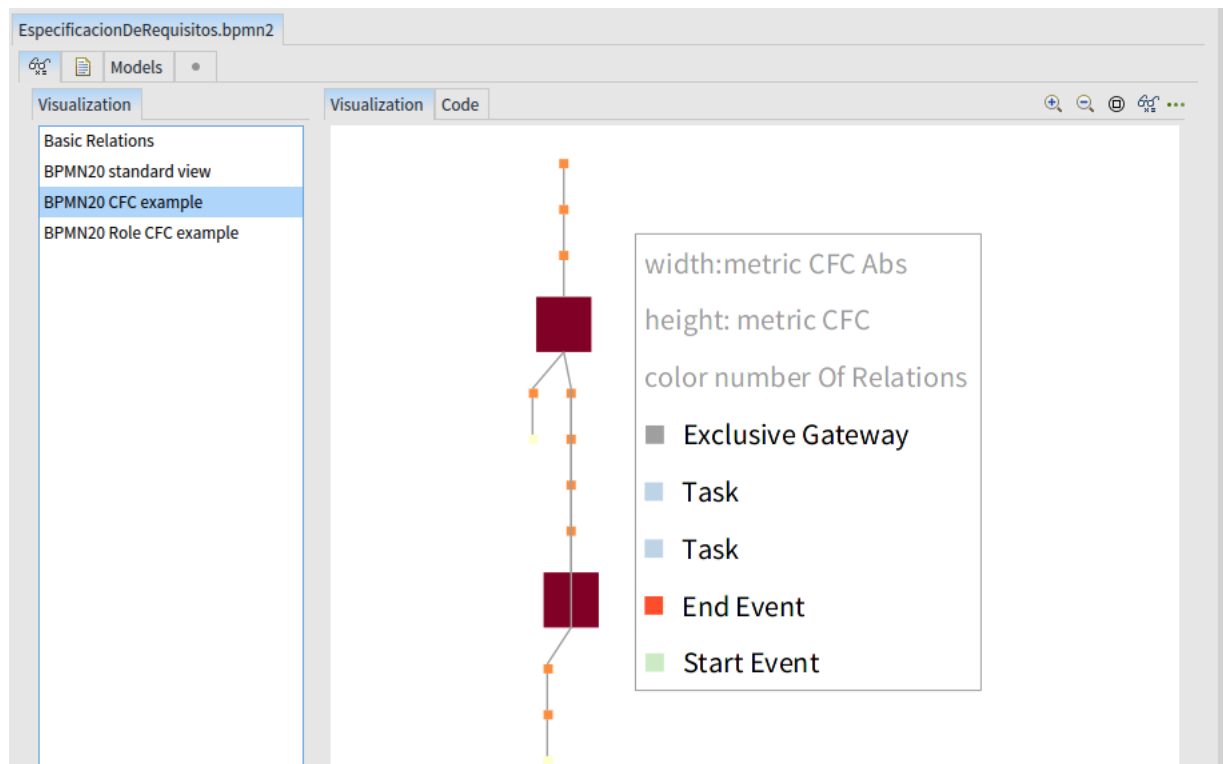 EspecificacionDeRequisitos.bpmn2
Models
Visualization
Visualization Code
Basic Relations
BPMN20 standard view
BPMN20 CFC example
BPMN20 Role CFC example
width:metric CFC Abs
height: metric CFC
color number Of Relations
Exclusive Gateway
Task
Task
End Event
Start Event